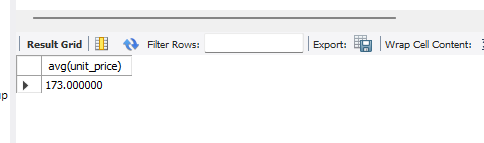 Result Grid Filter Rows: Export: Wrap Cell Content:
avg(unit_price)
173.000000